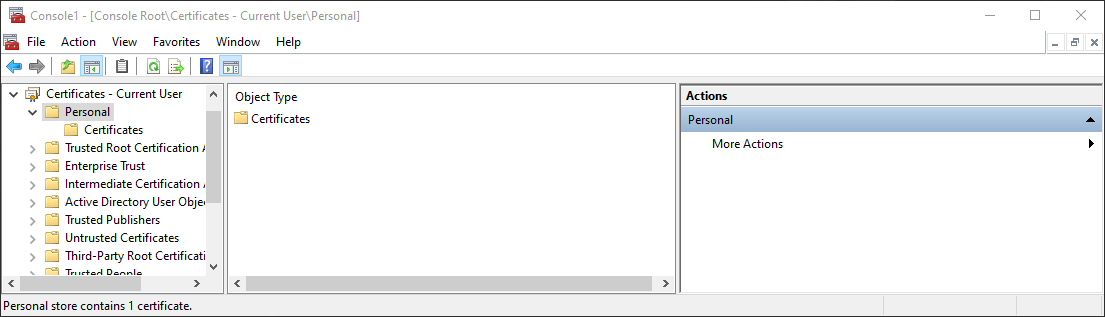 Console1 - [Console Root\Certificates - Current User\Personal]
File Action View Favorites Window Help
Certificates - Current User
Personal
Certificates
Trusted Root Certification
Enterprise Trust
Intermediate Certification
Active Directory User Obje
Trusted Publishers
Untrusted Certificates
Third-Party Root Certificati
Trusted People
Object Type
Certificates
Actions
Personal
More Actions
Personal store contains 1 certificate.